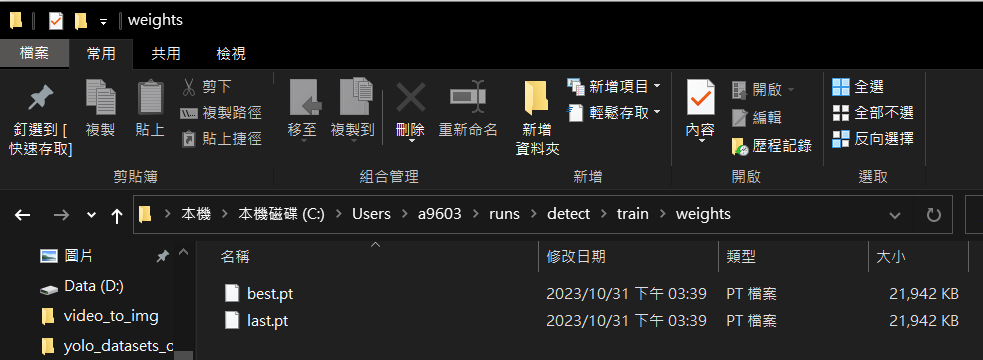 weights
檔案 常用 共用 檢視
釘選到 [
快速存取]
複製
貼上
剪下
複製路徑
貼上捷徑
剪貼簿
移至
複製到
刪除
重新命名
組合管理
新增
資料夾
新增項目
輕鬆存取
新增
內容
開啟
編輯
歷程記錄
開啟
全選
全部不選
反向選擇
選取
本機 > 本機磁碟 (C:) > Users > a9603 > runs > detect > train > weights
圖片
Data (D:)
video_to_img
yolo_datasets_c
名稱 修改日期 類型 大小
best.pt 2023/10/31 下午 03:39 PT 檔案 21,942 KB
last.pt 2023/10/31 下午 03:39 PT 檔案 21,942 KB